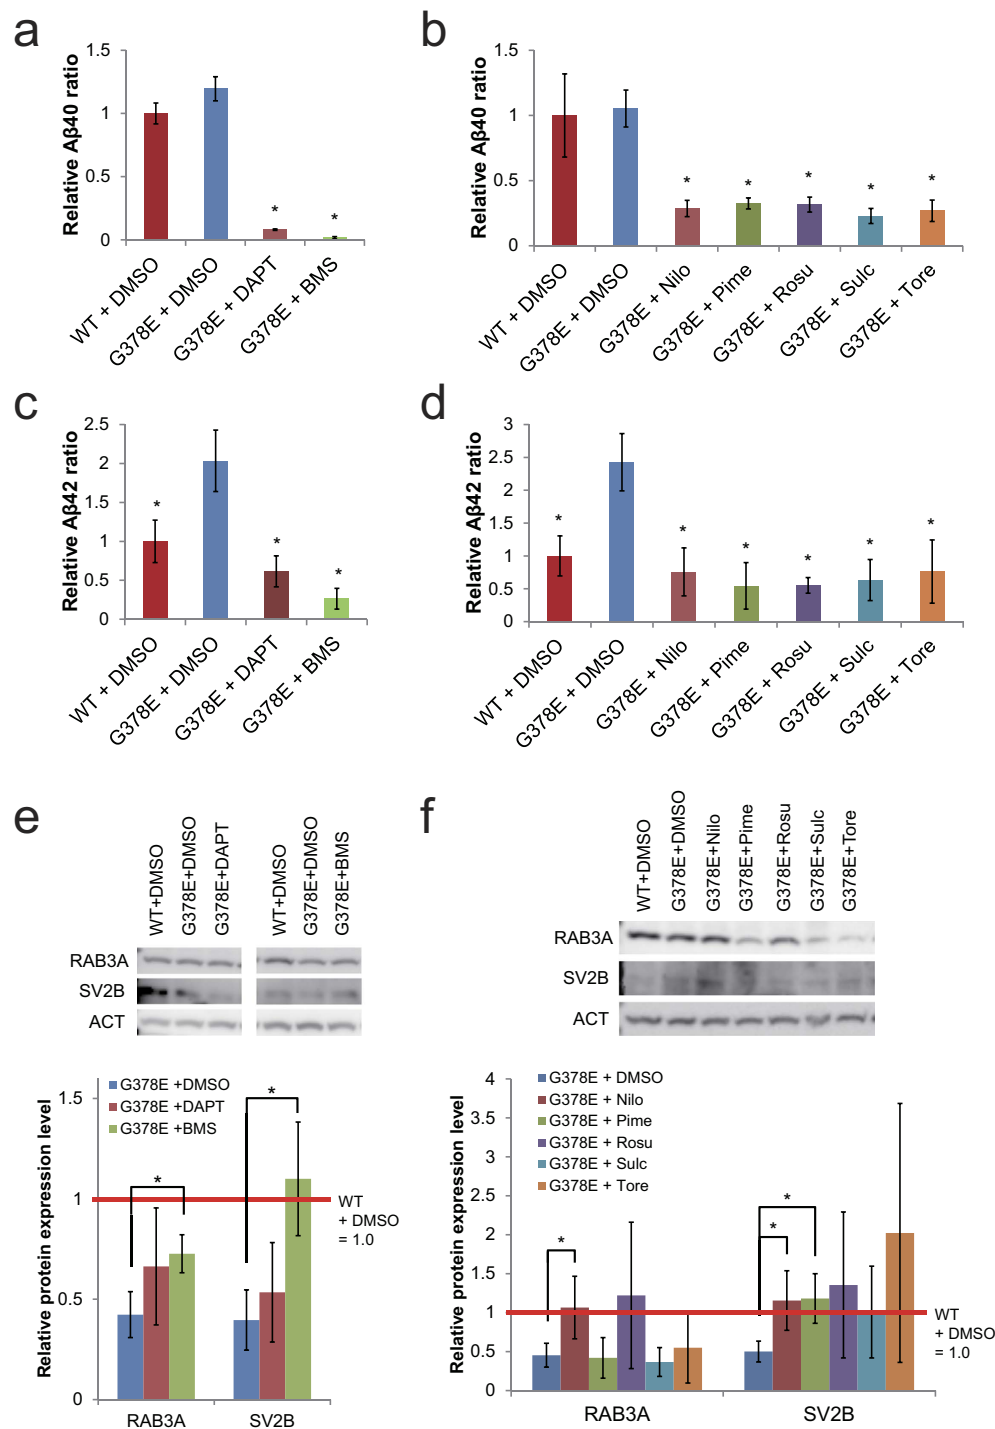 a
Relative Aβ40 ratio
1.5
1
0.5
0
*
*
WT + DMSO
G378E + DMSO
G378E + DAPT
G378E + BMS
b
Relative Aβ40 ratio
1.5
1
0.5
0
*
*
*
*
*
WT + DMSO
G378E + DMSO
G378E + Nilo
G378E + Pime
G378E + Rosu
G378E + Sulc
G378E + Tore
c
Relative Aβ42 ratio
2.5
2
1.5
1
0.5
0
*
*
*
WT + DMSO
G378E + DMSO
G378E + DAPT
G378E + BMS
d
Relative Aβ42 ratio
3
2.5
2
1.5
1
0.5
0
*
*
*
*
*
*
WT + DMSO
G378E + DMSO
G378E + Nilo
G378E + Pime
G378E + Rosu
G378E + Sulc
G378E + Tore
e
WT+DMSO
G378E+DMSO
G378E+DAPT
WT+DMSO
G378E+DMSO
G378E+BMS
RAB3A
SV2B
ACT
Relative protein expression level
1.5
1
0.5
0
G378E +DMSO
G378E +DAPT
G378E +BMS
*
*
WT
+ DMSO
= 1.0
RAB3A
SV2B
f
WT+DMSO
G378E+DMSO
G378E+Nilo
G378E+Pime
G378E+Rosu
G378E+Sulc
G378E+Tore
RAB3A
SV2B
ACT
Relative protein expression level
4
3.5
3
2.5
2
1.5
1
0.5
0
G378E + DMSO
G378E + Nilo
G378E + Pime
G378E + Rosu
G378E + Sulc
G378E + Tore
*
*
*
WT
+ DMSO
= 1.0
RAB3A
SV2B